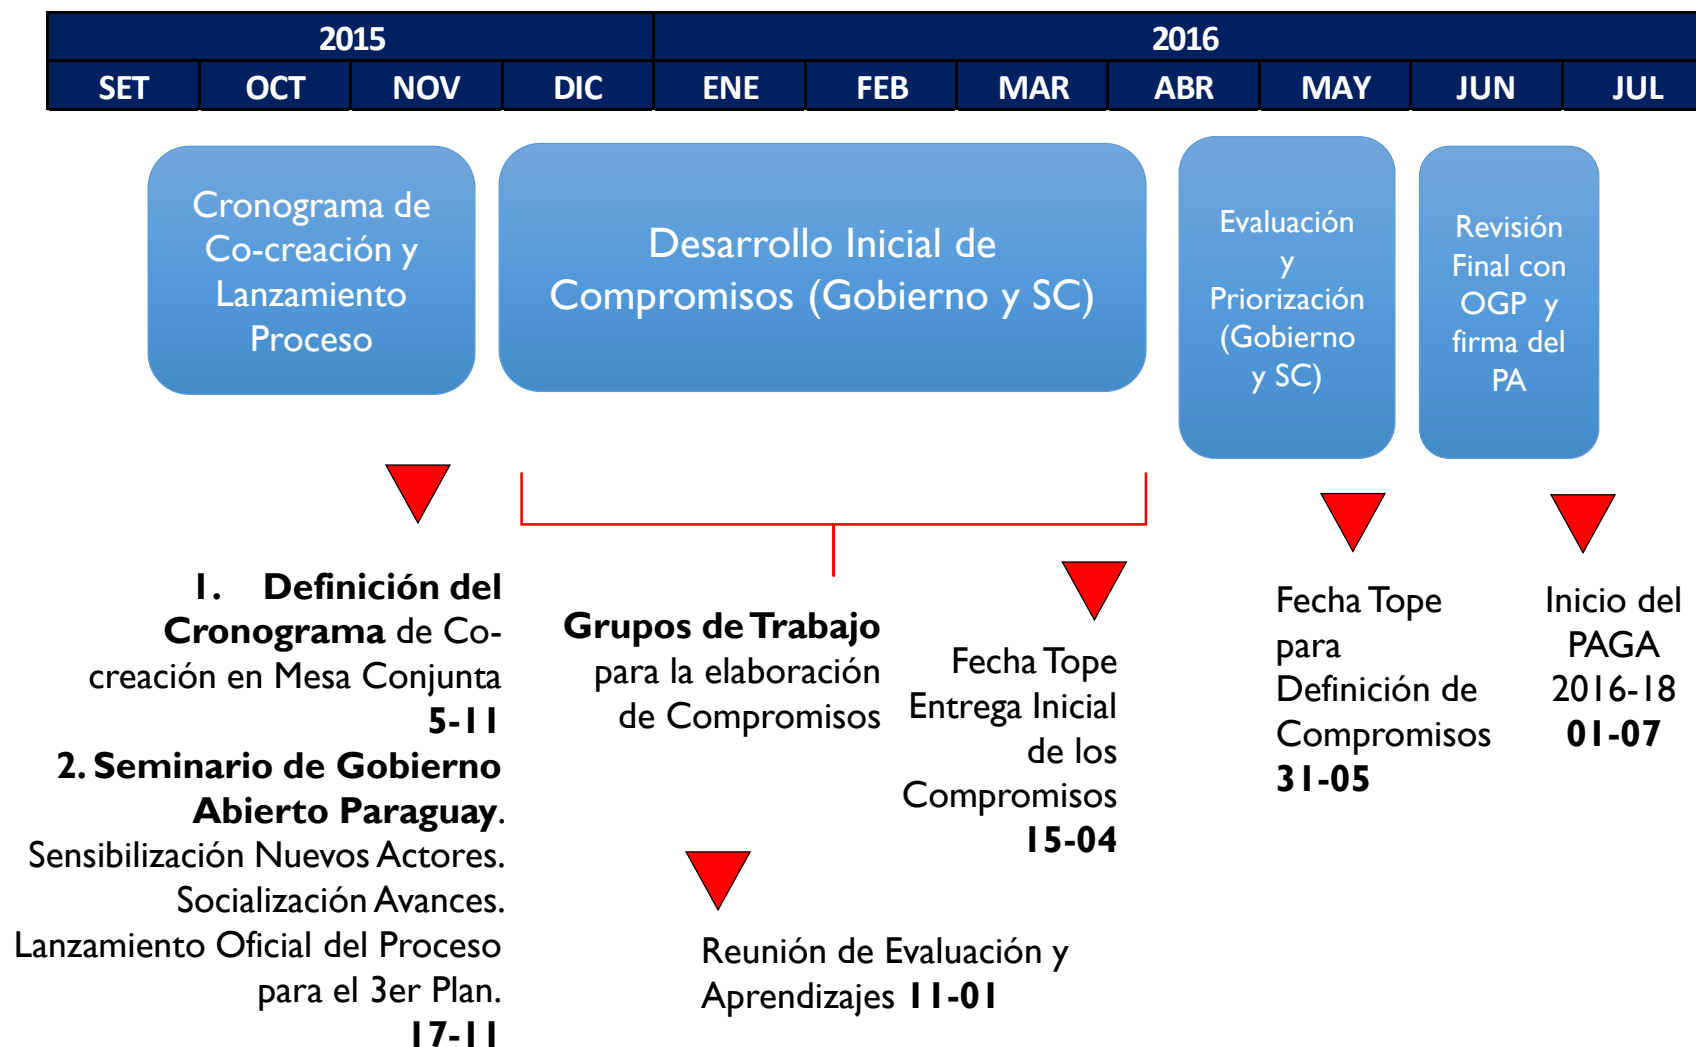 2015 2016
SET OCT NOV DIC ENE FEB MAR ABR MAY JUN JUL
Cronograma de
Co-creación y
Lanzamiento
Proceso
Desarrollo Inicial de
Compromisos (Gobierno y SC)
Evaluación
y
Priorización
(Gobierno
y SC)
Revisión
Final con
OGP y
firma del
PA
1. Definición del
Cronograma de Co-
creación en Mesa Conjunta
5-11
2. Seminario de Gobierno
Abierto Paraguay.
Sensibilización Nuevos Actores.
Socialización Avances.
Lanzamiento Oficial del Proceso
para el 3er Plan.
17-11
Grupos de Trabajo
para la elaboración
de Compromisos
Reunión de Evaluación y
Aprendizajes 11-01
Fecha Tope
Entrega Inicial
de los
Compromisos
15-04
Fecha Tope
para
Definición de
Compromisos
31-05
Inicio del
PAGA
2016-18
01-07